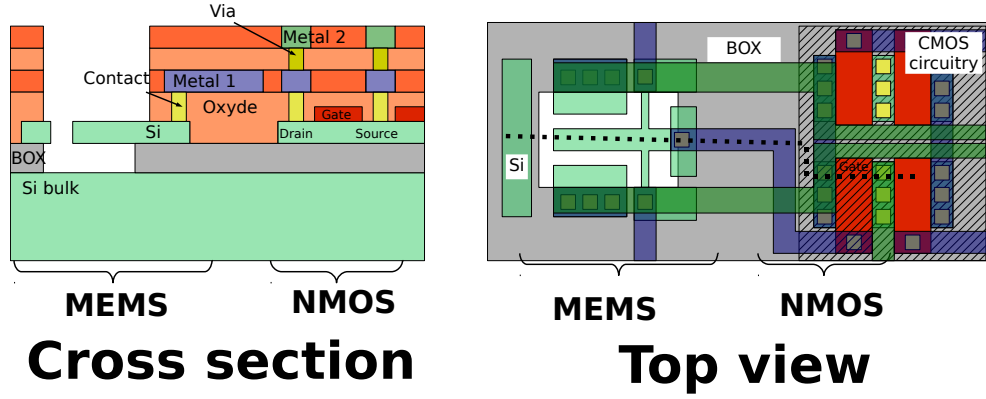 Via
Metal 2
Contact
Metal 1
Oxyde
Gate
Si
Drain
Source
BOX
Si bulk
MEMS
NMOS
Cross section
BOX
CMOS
circuitry
Si
Gate
MEMS
NMOS
Top view